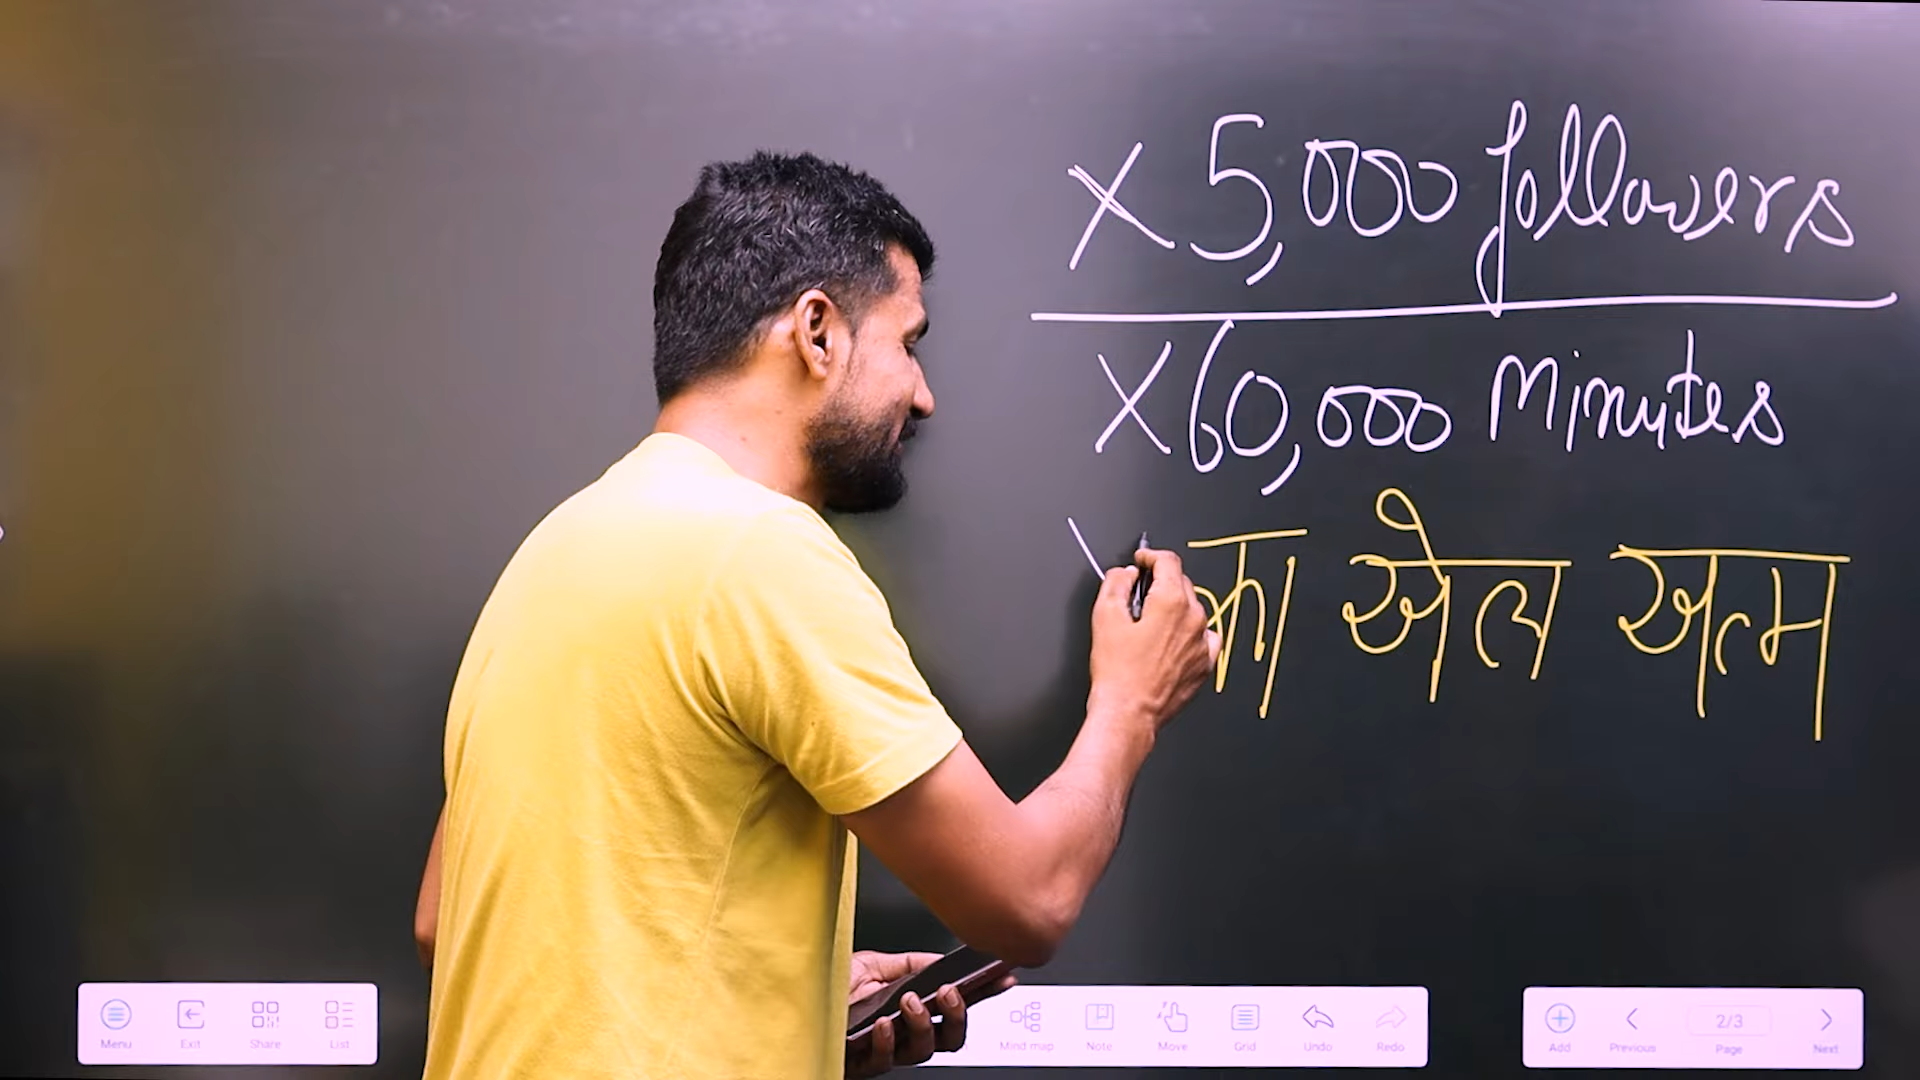 × 5,000 followers
× 60,000 Minutes
का खेल खत्म
Menu Exit Share List
Mind map Note Move Grid Undo Redo
Add Previous 2/3 Page Next